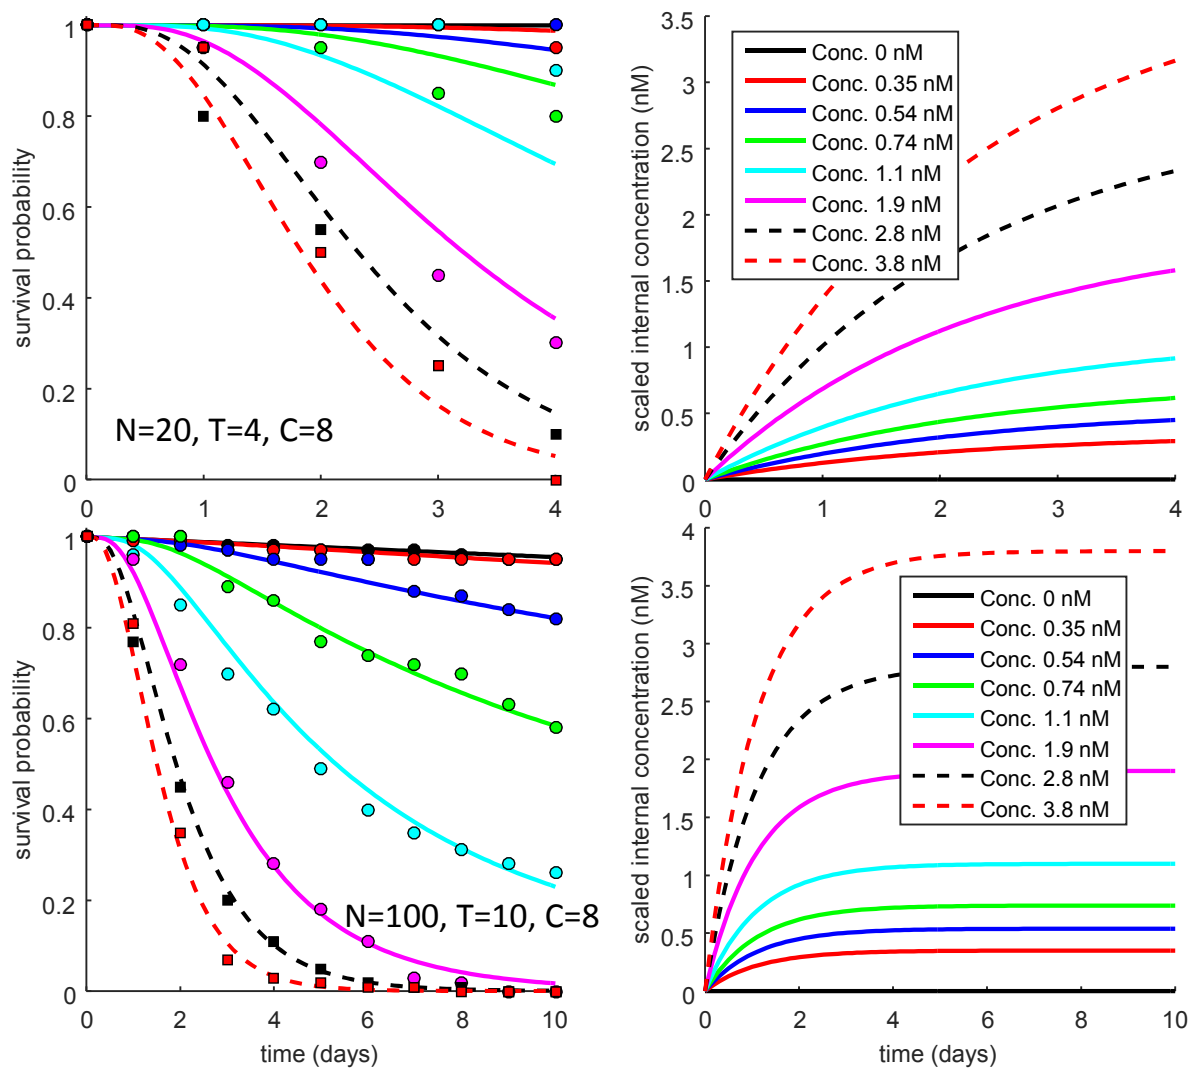 survival probability
1
0.8
0.6
0.4
0.2
0
0 1 2 3 4
N=20, T=4, C=8
scaled internal concentration (nM)
3.5
3
2.5
2
1.5
1
0.5
0
0 1 2 3 4
Conc. 0 nM
Conc. 0.35 nM
Conc. 0.54 nM
Conc. 0.74 nM
Conc. 1.1 nM
Conc. 1.9 nM
Conc. 2.8 nM
Conc. 3.8 nM
survival probability
1
0.8
0.6
0.4
0.2
0
0 2 4 6 8 10
time (days)
N=100, T=10, C=8
scaled internal concentration (nM)
4
3.5
3
2.5
2
1.5
1
0.5
0
0 2 4 6 8 10
time (days)
Conc. 0 nM
Conc. 0.35 nM
Conc. 0.54 nM
Conc. 0.74 nM
Conc. 1.1 nM
Conc. 1.9 nM
Conc. 2.8 nM
Conc. 3.8 nM